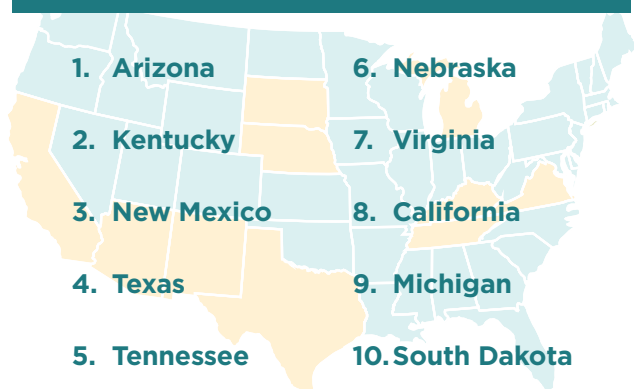 1. Arizona
2. Kentucky
3. New Mexico
4. Texas
5. Tennessee
6. Nebraska
7. Virginia
8. California
9. Michigan
10. South Dakota